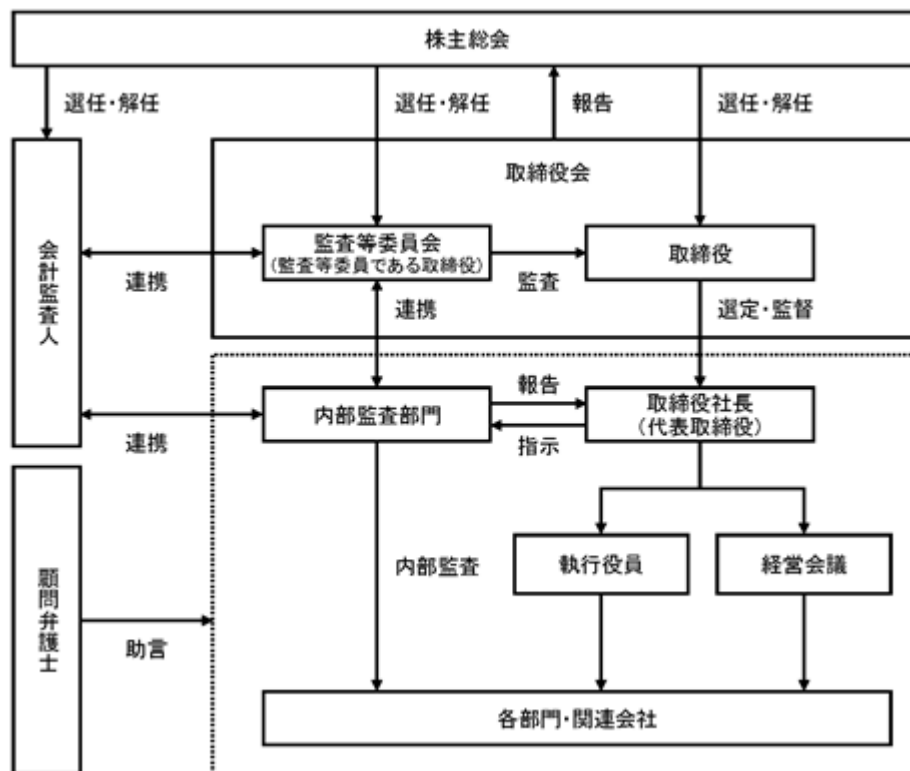 株主総会
選任・解任
選任・解任
報告
選任・解任
取締役会
会計監査人
監査等委員会
(監査等委員である取締役)
取締役
連携
監査
連携
選定・監督
内部監査部門
報告
指示
取締役社長
(代表取締役)
連携
顧問弁護士
助言
内部監査
執行役員
経営会議
各部門・関連会社